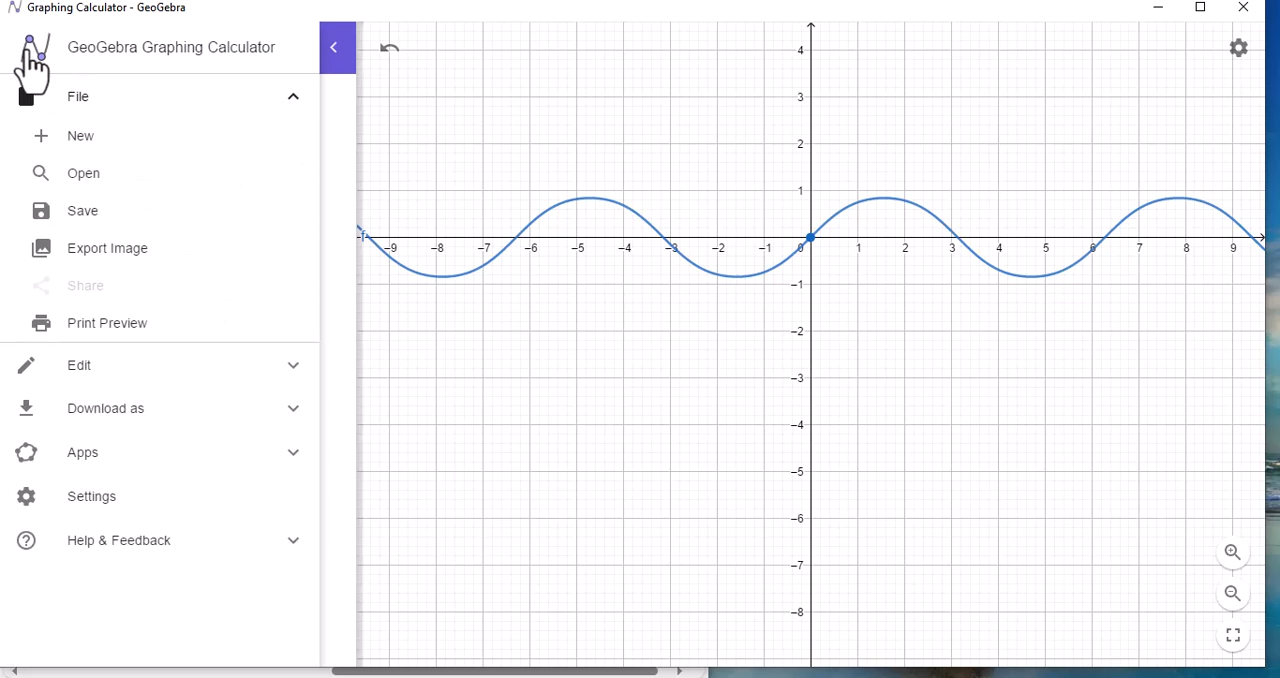 Graphing Calculator - GeoGebra
GeoGebra Graphing Calculator
File
New
Open
Save
Export Image
Share
Print Preview
Edit
Download as
Apps
Settings
Help & Feedback
4
3
2
1
f
−9 −8 −7 −6 −5 −4 −3 −2 −1 0 1 2 3 4 5 6 7 8 9
−1
−2
−3
−4
−5
−6
−7
−8